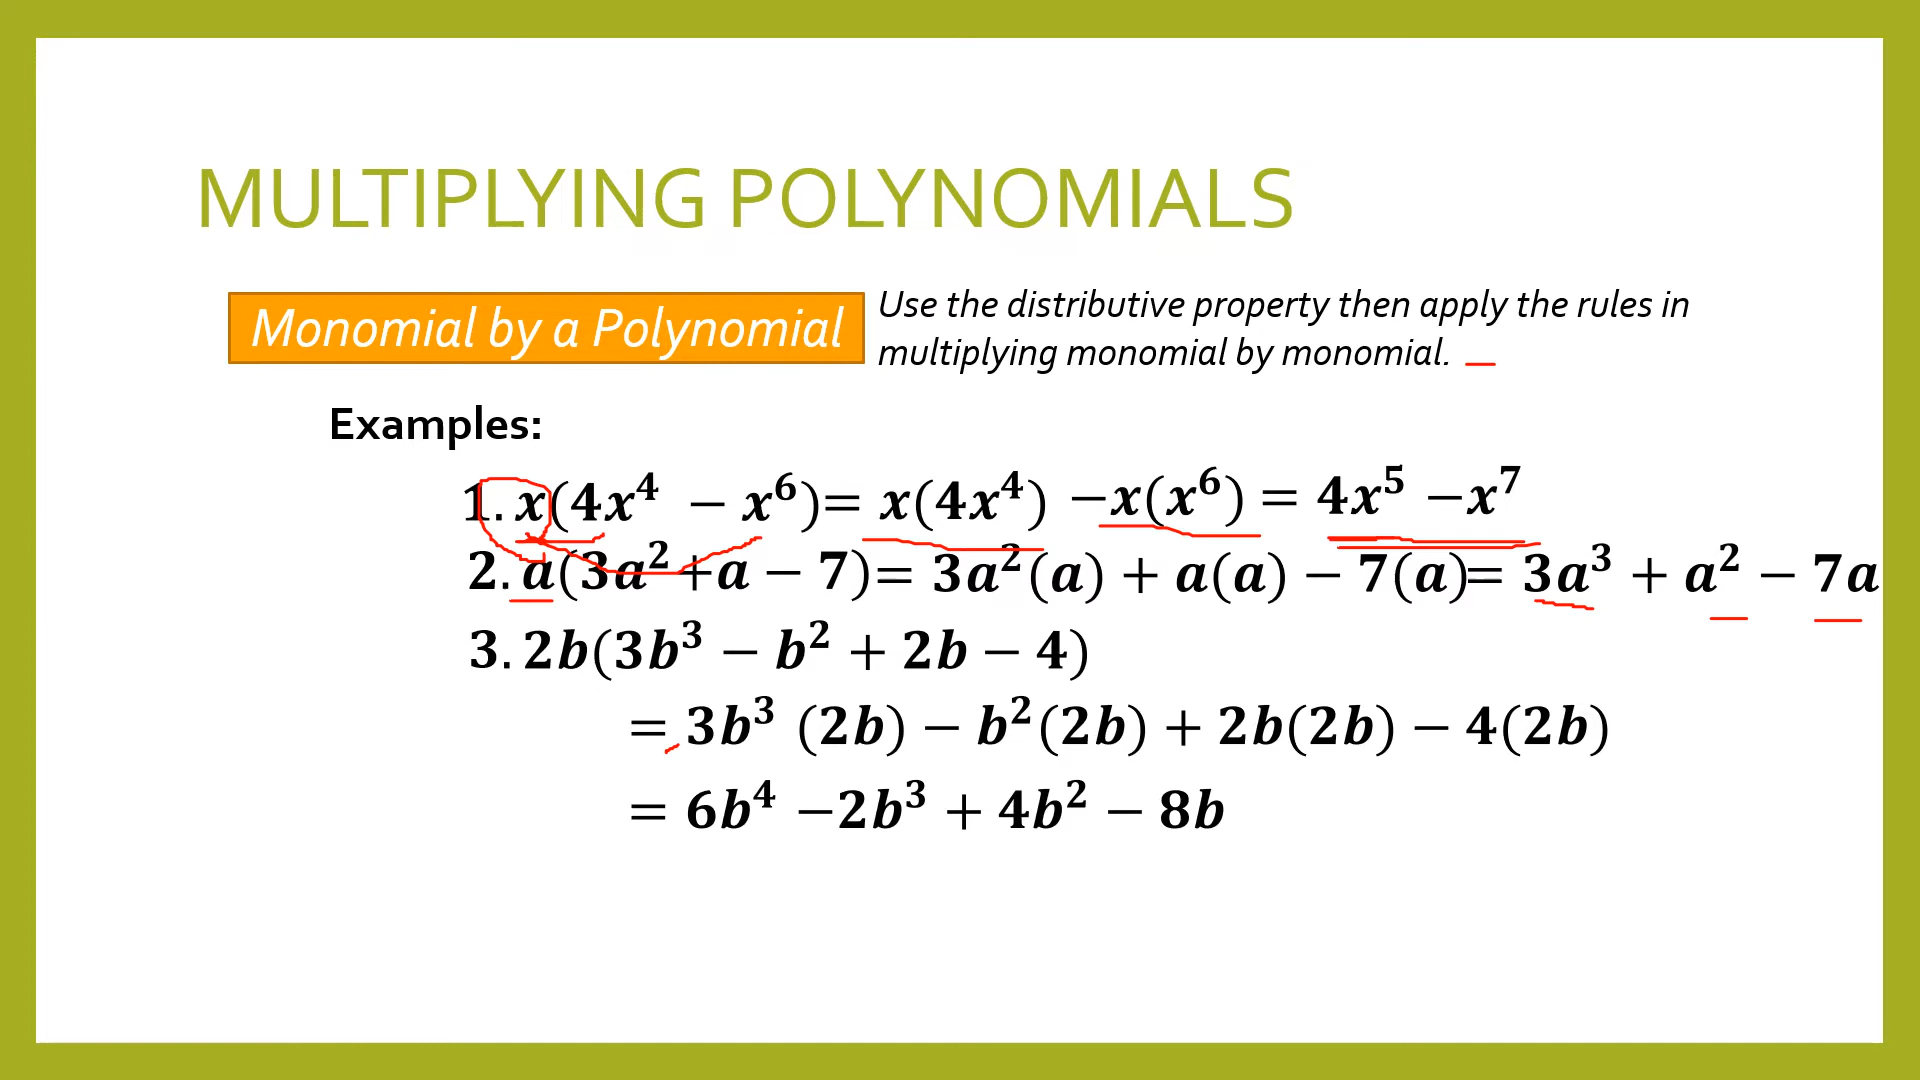 MULTIPLYING POLYNOMIALS
Monomial by a Polynomial
Use the distributive property then apply the rules in
multiplying monomial by monomial.
Examples:
1. x(4x⁴ − x⁶)= x(4x⁴) −x(x⁶) = 4x⁵ −x⁷
2. a(3a²+a − 7)= 3a²(a) + a(a) − 7(a)= 3a³ + a² − 7a
3. 2b(3b³ − b² + 2b − 4)
= 3b³ (2b) − b²(2b) + 2b(2b) − 4(2b)
= 6b⁴ −2b³ + 4b² − 8b